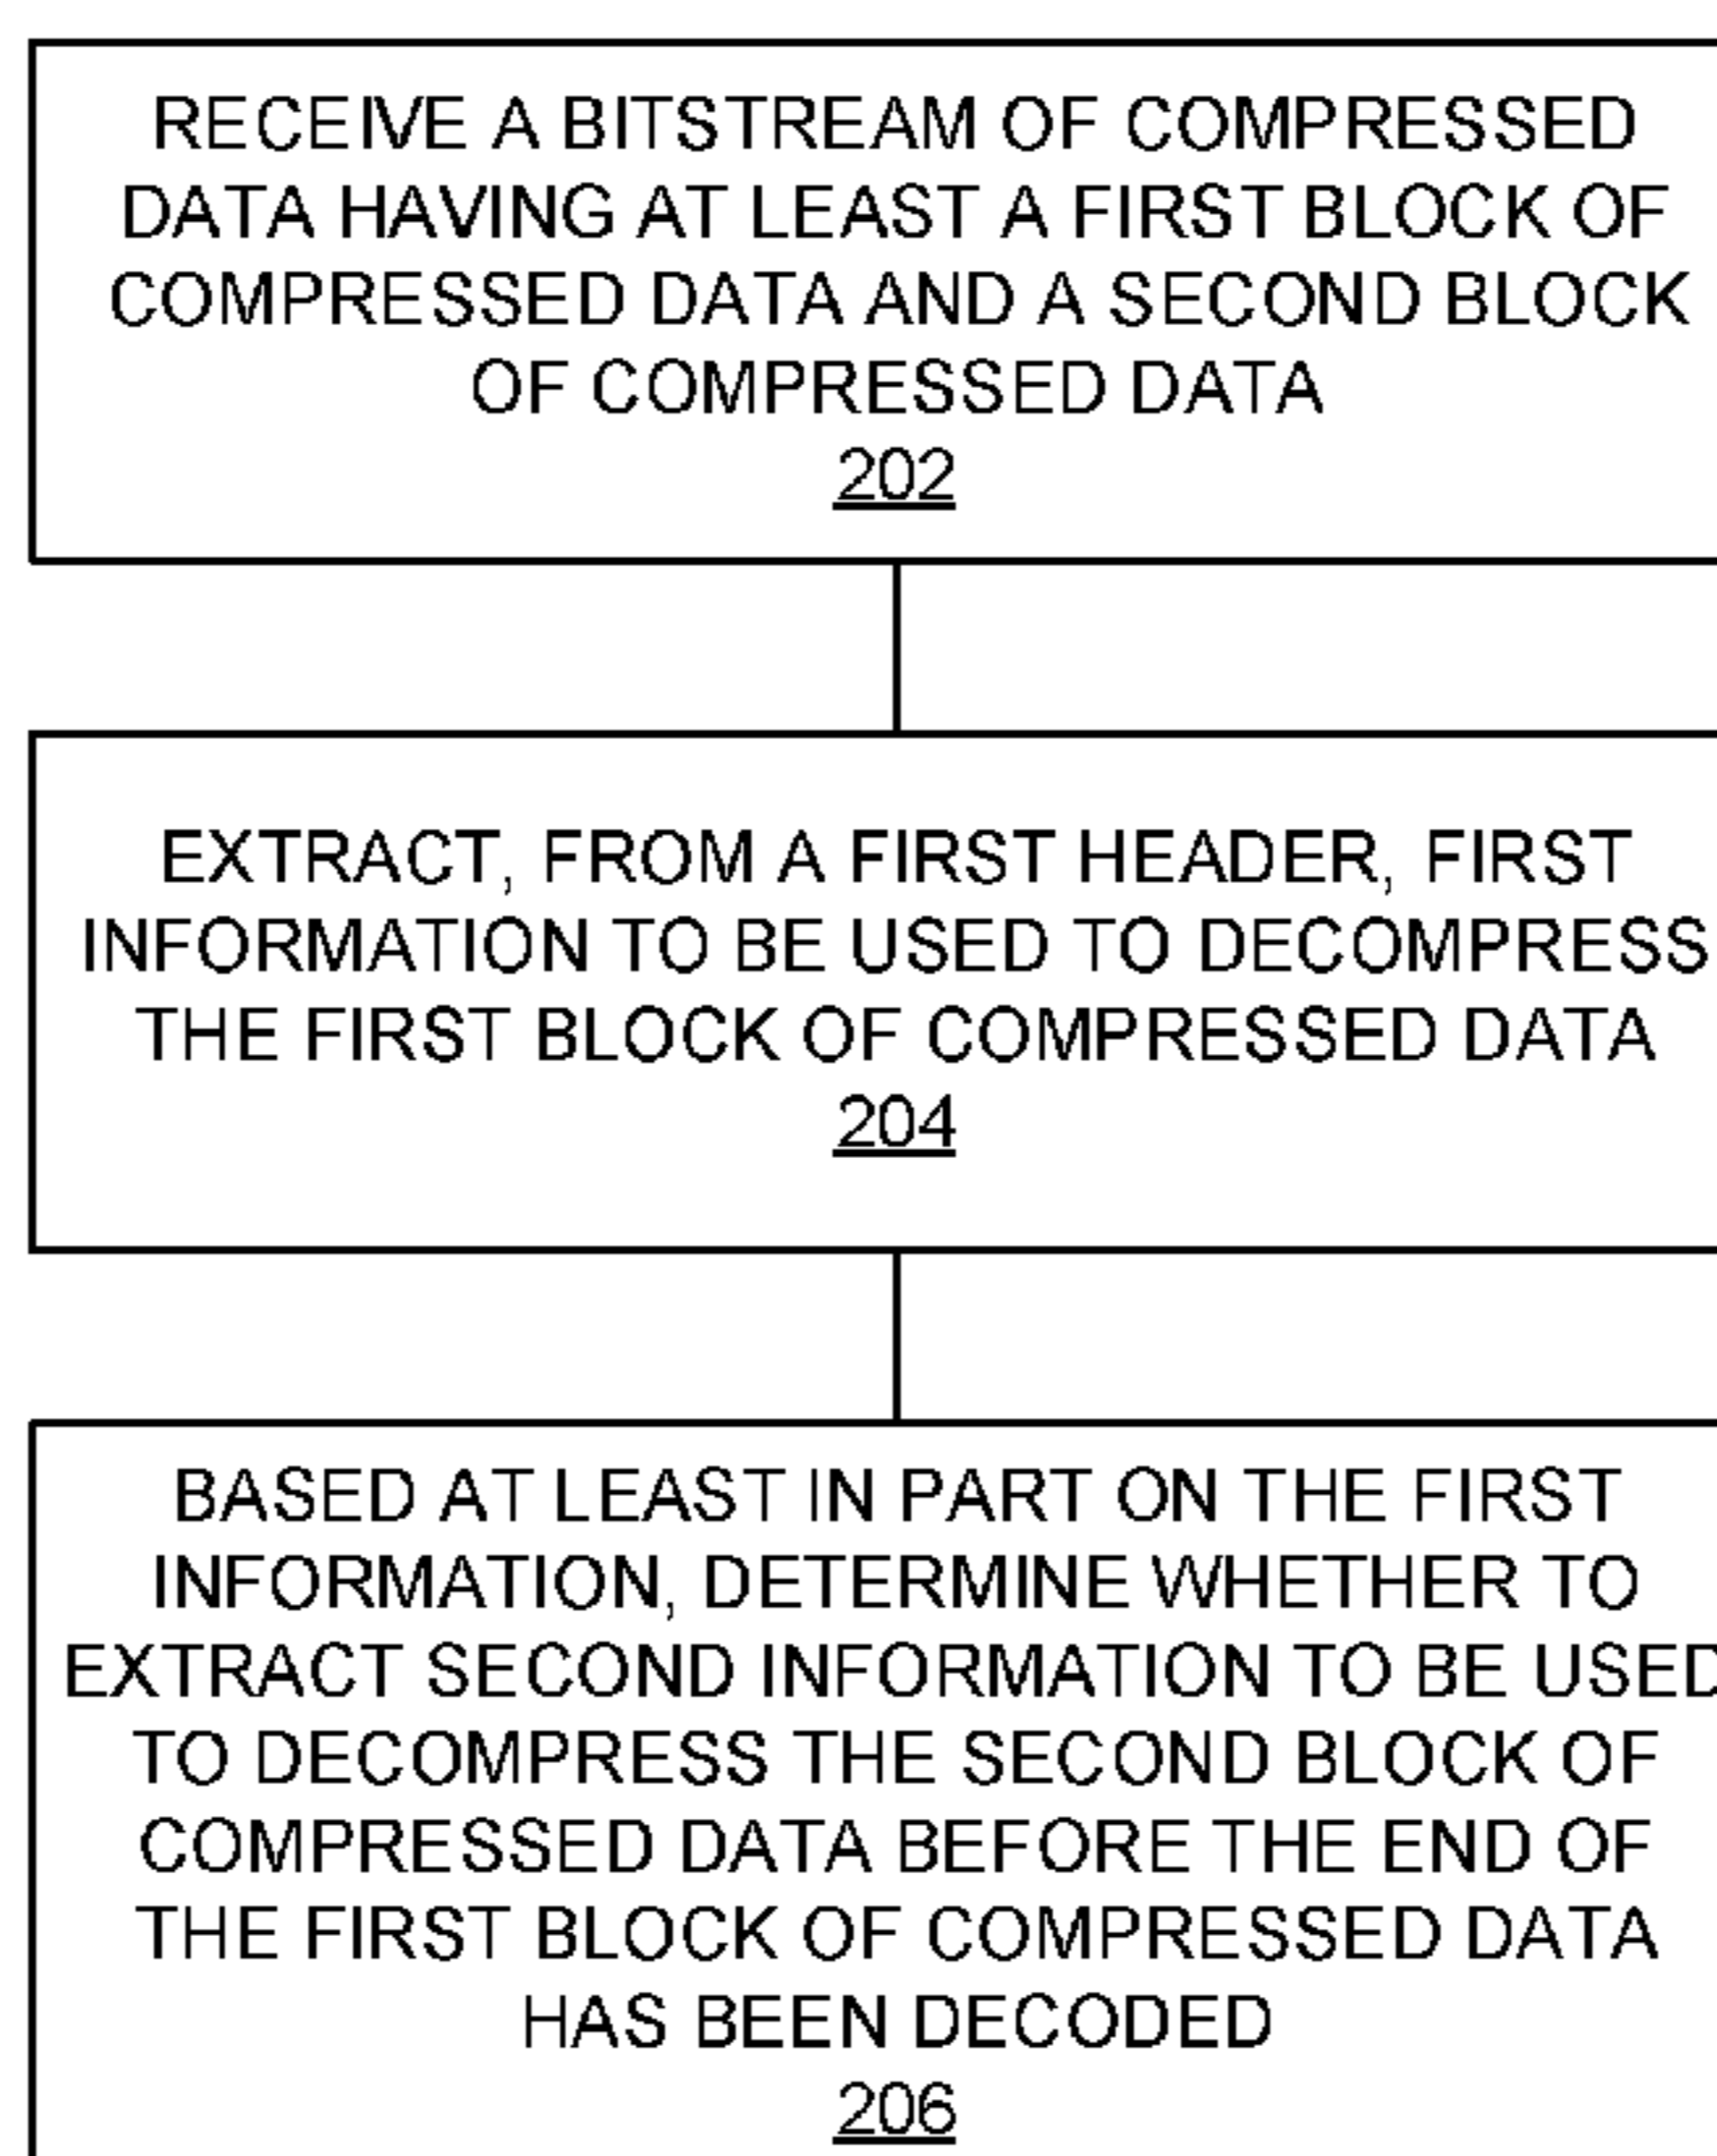 RECEIVE A BITSTREAM OF COMPRESSED
DATA HAVING AT LEAST A FIRST BLOCK OF
COMPRESSED DATA AND A SECOND BLOCK
OF COMPRESSED DATA
202
EXTRACT, FROM A FIRST HEADER, FIRST
INFORMATION TO BE USED TO DECOMPRESS
THE FIRST BLOCK OF COMPRESSED DATA
204
BASED AT LEAST IN PART ON THE FIRST
INFORMATION, DETERMINE WHETHER TO
EXTRACT SECOND INFORMATION TO BE USED
TO DECOMPRESS THE SECOND BLOCK OF
COMPRESSED DATA BEFORE THE END OF
THE FIRST BLOCK OF COMPRESSED DATA
HAS BEEN DECODED
206